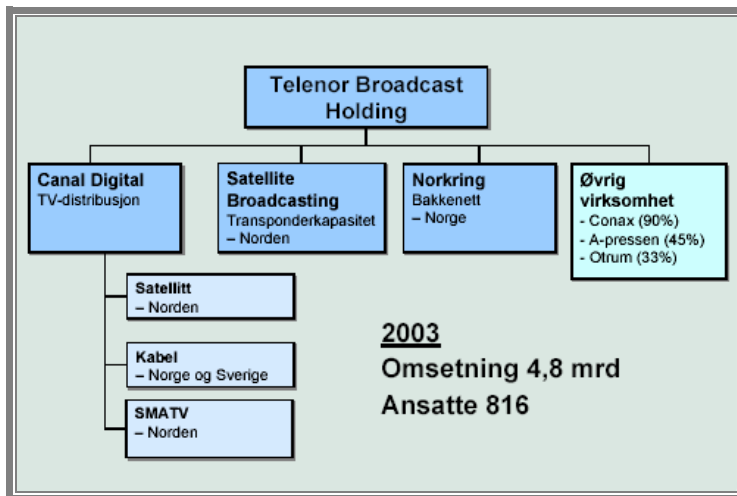 Telenor Broadcast
Holding
Canal Digital
TV-distribusjon
Satellite
Broadcasting
Transponderkapasitet
– Norden
Norkring
Bakkenett
– Norge
Øvrig
virksomhet
- Conax (90%)
- A-pressen (45%)
- Otrum (33%)
Satellitt
– Norden
Kabel
– Norge og Sverige
SMATV
– Norden
2003
Omsetning 4,8 mrd
Ansatte 816